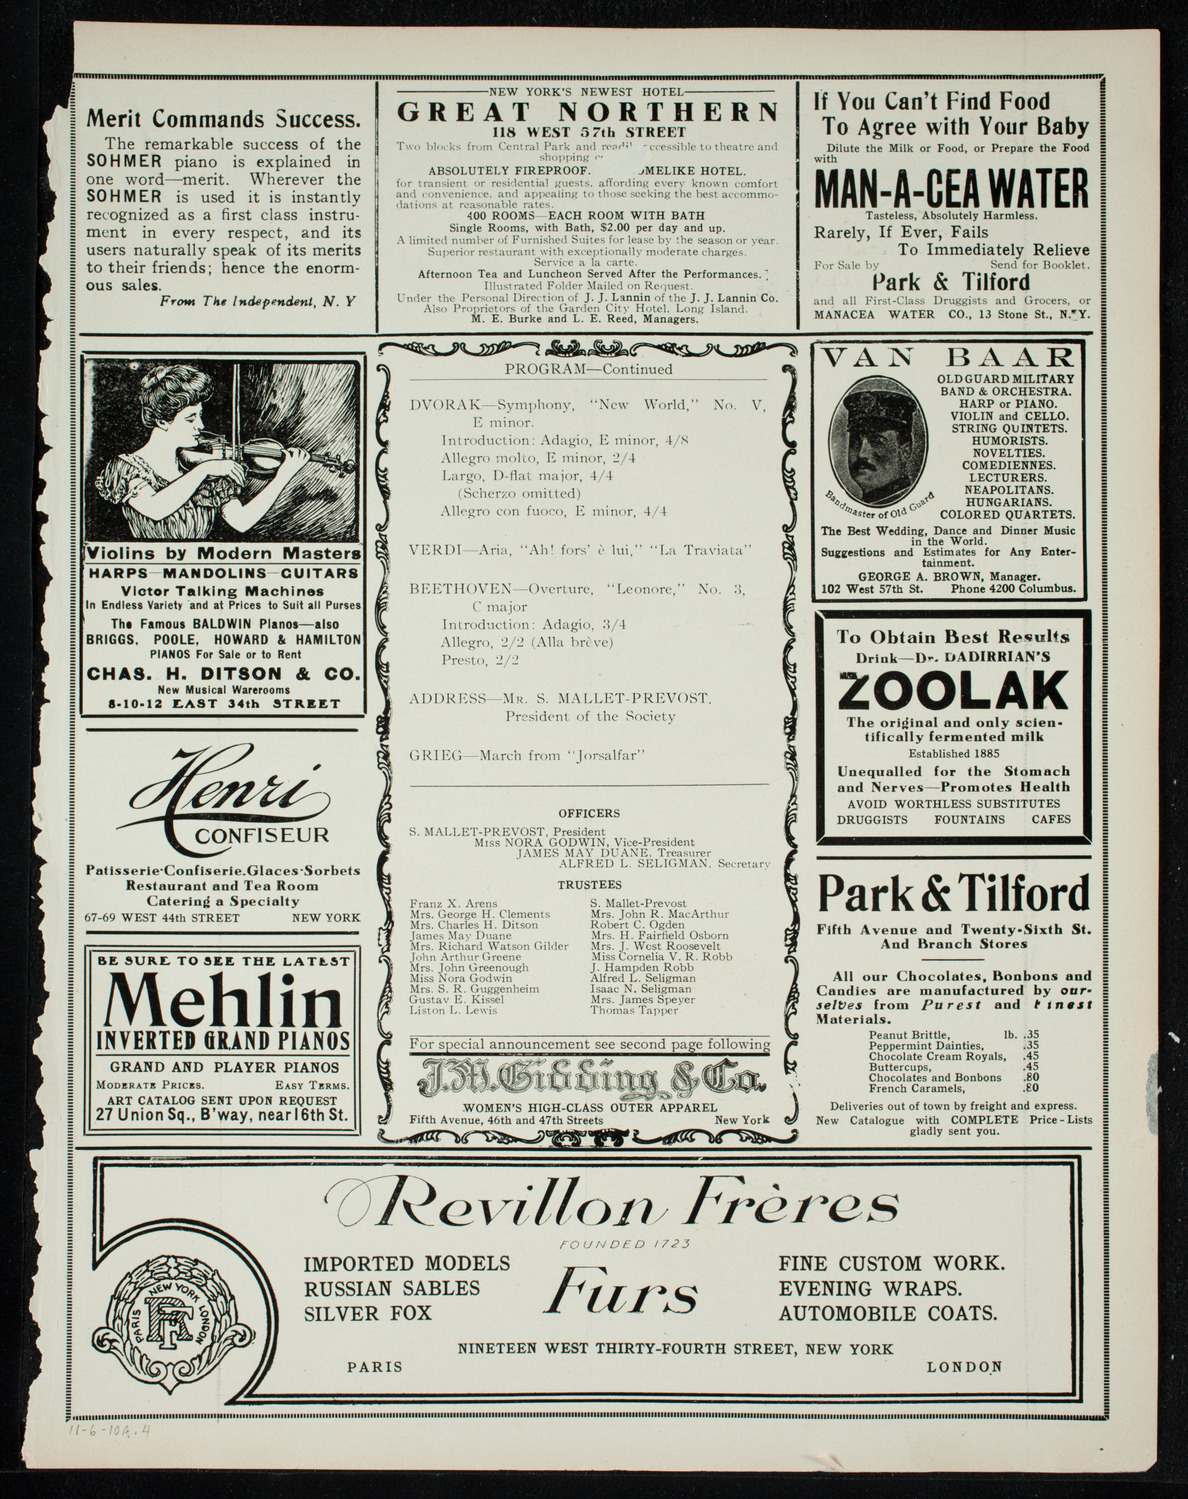 Merit Commands Success.
The remarkable success of the
SOHMER piano is explained in
one word—merit. Wherever the
SOHMER is used it is instantly
recognized as a first class instru-
ment in every respect, and its
users naturally speak of its merits
to their friends; hence the enorm-
ous sales.
From The Independent, N. Y
NEW YORK'S NEWEST HOTEL
GREAT NORTHERN
118 WEST 57th STREET
Two blocks from Central Park and accessible to theatre and
shopping
ABSOLUTELY FIREPROOF. HOTEL.
for transient or residential guests, affording every known comfort
and convenience, and appealing to those seeking the best accommo-
dations at reasonable rates.
400 ROOMS—EACH ROOM WITH BATH
Single Rooms, with Bath, $2.00 per day and up.
A limited number of Furnished Suites for lease by the season or year.
Superior restaurant with exceptionally moderate charges.
Service a la carte.
Afternoon Tea and Luncheon Served After the Performances.
Illustrated Folder Mailed on Request.
Under the Personal Direction of J. J. Lannin of the J. J. Lannin Co.
Also Proprietors of the Garden City Hotel, Long Island.
M. E. Burke and L. E. Reed, Managers.
If You Can't Find Food
To Agree with Your Baby
Dilute the Milk or Food, or Prepare the Food
with
MAN-A-CEA WATER
Tasteless, Absolutely Harmless.
Rarely, If Ever, Fails
To Immediately Relieve
For Sale by Send for Booklet.
Park & Tilford
and all First-Class Druggists and Grocers, or
MANACEA WATER CO., 13 Stone St., N. Y.
Violins by Modern Masters
HARPS—MANDOLINS—GUITARS
Victor Talking Machines
In Endless Variety and at Prices to Suit all Purses
The Famous BALDWIN Pianos—also
BRIGGS, POOLE, HOWARD & HAMILTON
PIANOS For Sale or to Rent
CHAS. H. DITSON & CO.
New Musical Warerooms
8-10-12 EAST 34th STREET
Henri
CONFISEUR
Patisserie·Confiserie.Glaces·Sorbets
Restaurant and Tea Room
Catering a Specialty
67-69 WEST 44th STREET NEW YORK
BE SURE TO SEE THE LATEST
Mehlin
INVERTED GRAND PIANOS
GRAND AND PLAYER PIANOS
MODERATE PRICES. EASY TERMS.
ART CATALOG SENT UPON REQUEST
27 Union Sq., B'way, near 16th St.
PROGRAM—Continued
DVORAK—Symphony, "New World," No. V,
E minor.
Introduction: Adagio, E minor, 4/8
Allegro molto, E minor, 2/4
Largo, D-flat major, 4/4
(Scherzo omitted)
Allegro con fuoco, E minor, 4/4
VERDI—Aria, "Ah! fors' è lui," "La Traviata"
BEETHOVEN—Overture, "Leonore," No. 3,
C major
Introduction: Adagio, 3/4
Allegro, 2/2 (Alla brève)
Presto, 2/2
ADDRESS—MR. S. MALLET-PREVOST,
President of the Society
GRIEG—March from "Jorsalfar"
OFFICERS
S. MALLET-PREVOST, President
Miss NORA GODWIN, Vice-President
JAMES MAY DUANE, Treasurer
ALFRED L. SELIGMAN, Secretary
TRUSTEES
Franz X. Arens
Mrs. George H. Clements
Mrs. Charles H. Ditson
James May Duane
Mrs. Richard Watson Gilder
John Arthur Greene
Mrs. John Greenough
Miss Nora Godwin
Mrs. S. R. Guggenheim
Gustav E. Kissel
Liston L. Lewis
S. Mallet-Prevost
Mrs. John R. MacArthur
Robert C. Ogden
Mrs. H. Fairfield Osborn
Mrs. J. West Roosevelt
Miss Cornelia V. R. Robb
J. Hampden Robb
Alfred L. Seligman
Isaac N. Seligman
Mrs. James Speyer
Thomas Tapper
For special announcement see second page following
J.M. Gidding & Co.
WOMEN'S HIGH-CLASS OUTER APPAREL
Fifth Avenue, 46th and 47th Streets New York
VAN BAAR
Bandmaster of Old Guard
OLD GUARD MILITARY
BAND & ORCHESTRA.
HARP or PIANO.
VIOLIN and CELLO.
STRING QUINTETS.
HUMORISTS.
NOVELTIES.
COMEDIENNES.
LECTURERS.
NEAPOLITANS.
HUNGARIANS.
COLORED QUARTETS.
The Best Wedding, Dance and Dinner Music
in the World.
Suggestions and Estimates for Any Enter-
tainment.
GEORGE A. BROWN, Manager.
102 West 57th St. Phone 4200 Columbus.
To Obtain Best Results
Drink—Dr. DADIRRIAN'S
ZOOLAK
The original and only scien-
tifically fermented milk
Established 1885
Unequalled for the Stomach
and Nerves—Promotes Health
AVOID WORTHLESS SUBSTITUTES
DRUGGISTS FOUNTAINS CAFES
Park & Tilford
Fifth Avenue and Twenty-Sixth St.
And Branch Stores
All our Chocolates, Bonbons and
Candies are manufactured by our-
selves from Purest and Finest
Materials.
Peanut Brittle, lb. .35
Peppermint Dainties, .35
Chocolate Cream Royals, .45
Buttercups, .45
Chocolates and Bonbons .80
French Caramels, .80
Deliveries out of town by freight and express.
New Catalogue with COMPLETE Price-Lists
gladly sent you.
Revillon Frères
FOUNDED 1723
IMPORTED MODELS
RUSSIAN SABLES
SILVER FOX
Furs
FINE CUSTOM WORK.
EVENING WRAPS.
AUTOMOBILE COATS.
NINETEEN WEST THIRTY-FOURTH STREET, NEW YORK
PARIS LONDON
PARIS NEW YORK LONDON
RF
11-6-10A.4